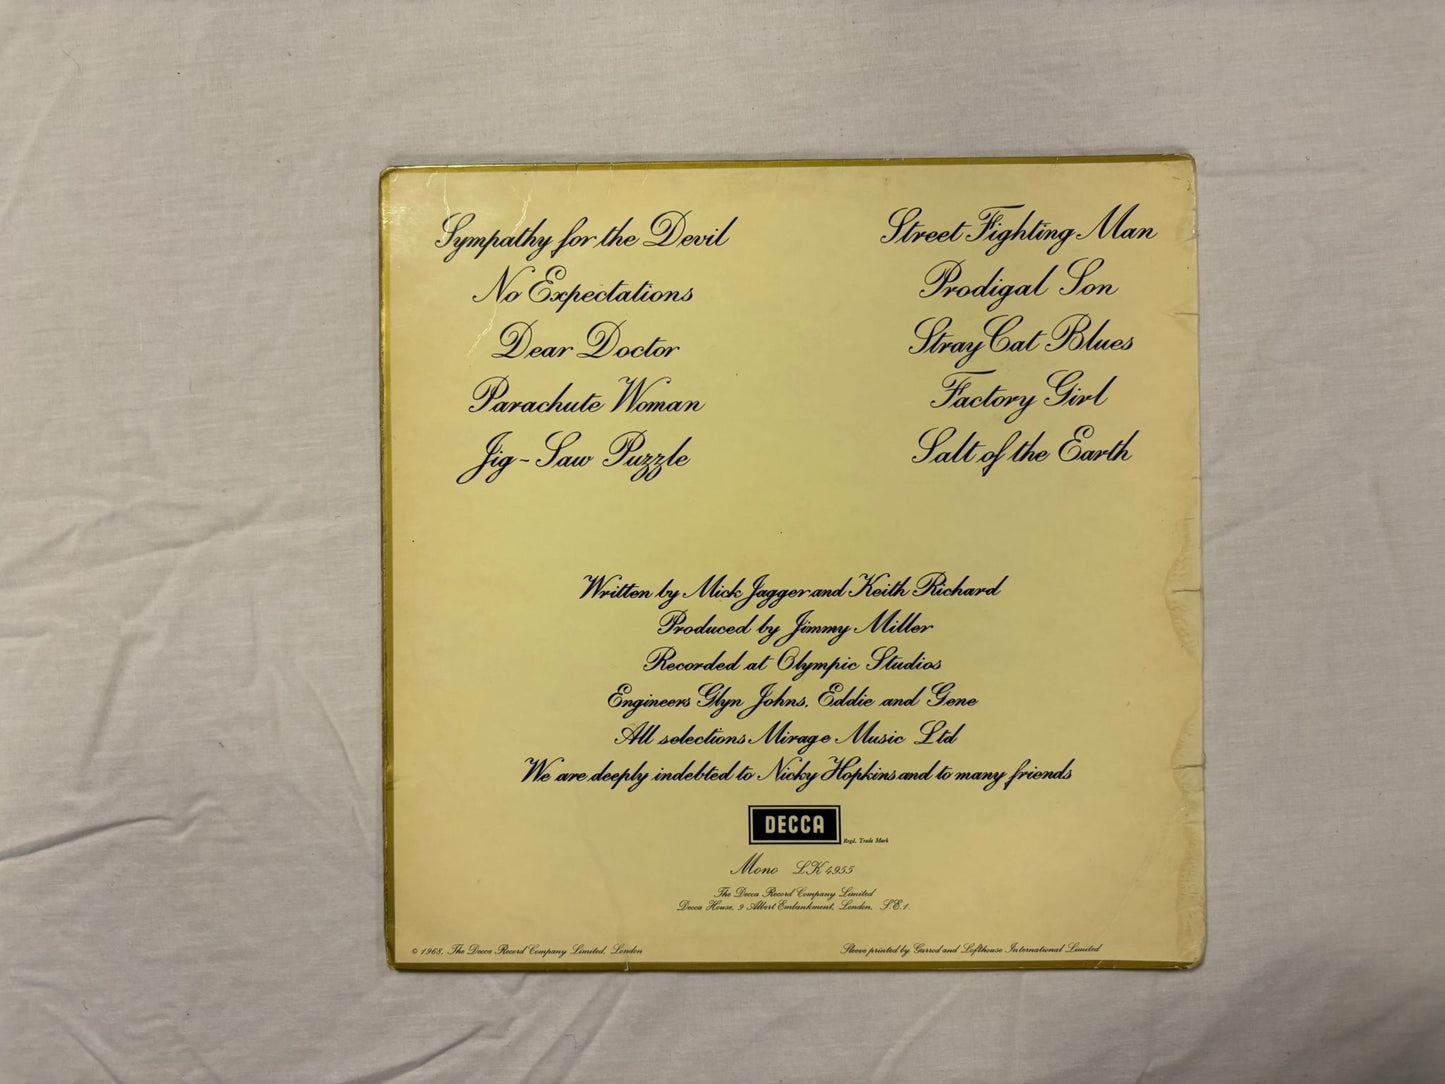 Sympathy for the Devil
No Expectations
Dear Doctor
Parachute Woman
Jig-Saw Puzzle
Street Fighting Man
Prodigal Son
Stray Cat Blues
Factory Girl
Salt of the Earth
Written by Mick Jagger and Keith Richard
Produced by Jimmy Miller
Recorded at Olympic Studios
Engineers Glyn Johns, Eddie and Gene
All selections Mirage Music Ltd
We are deeply indebted to Nicky Hopkins and to many friends
DECCA
Regd. Trade Mark
Mono LK 4955
The Decca Record Company Limited
Decca House, 9 Albert Embankment, London, S.E.1.
© 1968, The Decca Record Company Limited, London
Sleeve printed by Garrod and Lofthouse International Limited